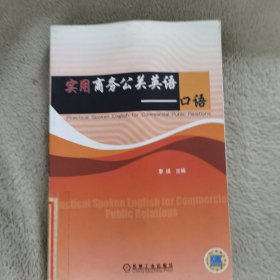 实用商务公关英语
——口语
Practical Spoken English for Commercial Public Relations
主编
Practical Spoken English for Commercial
Public Relations
机械工业出版社